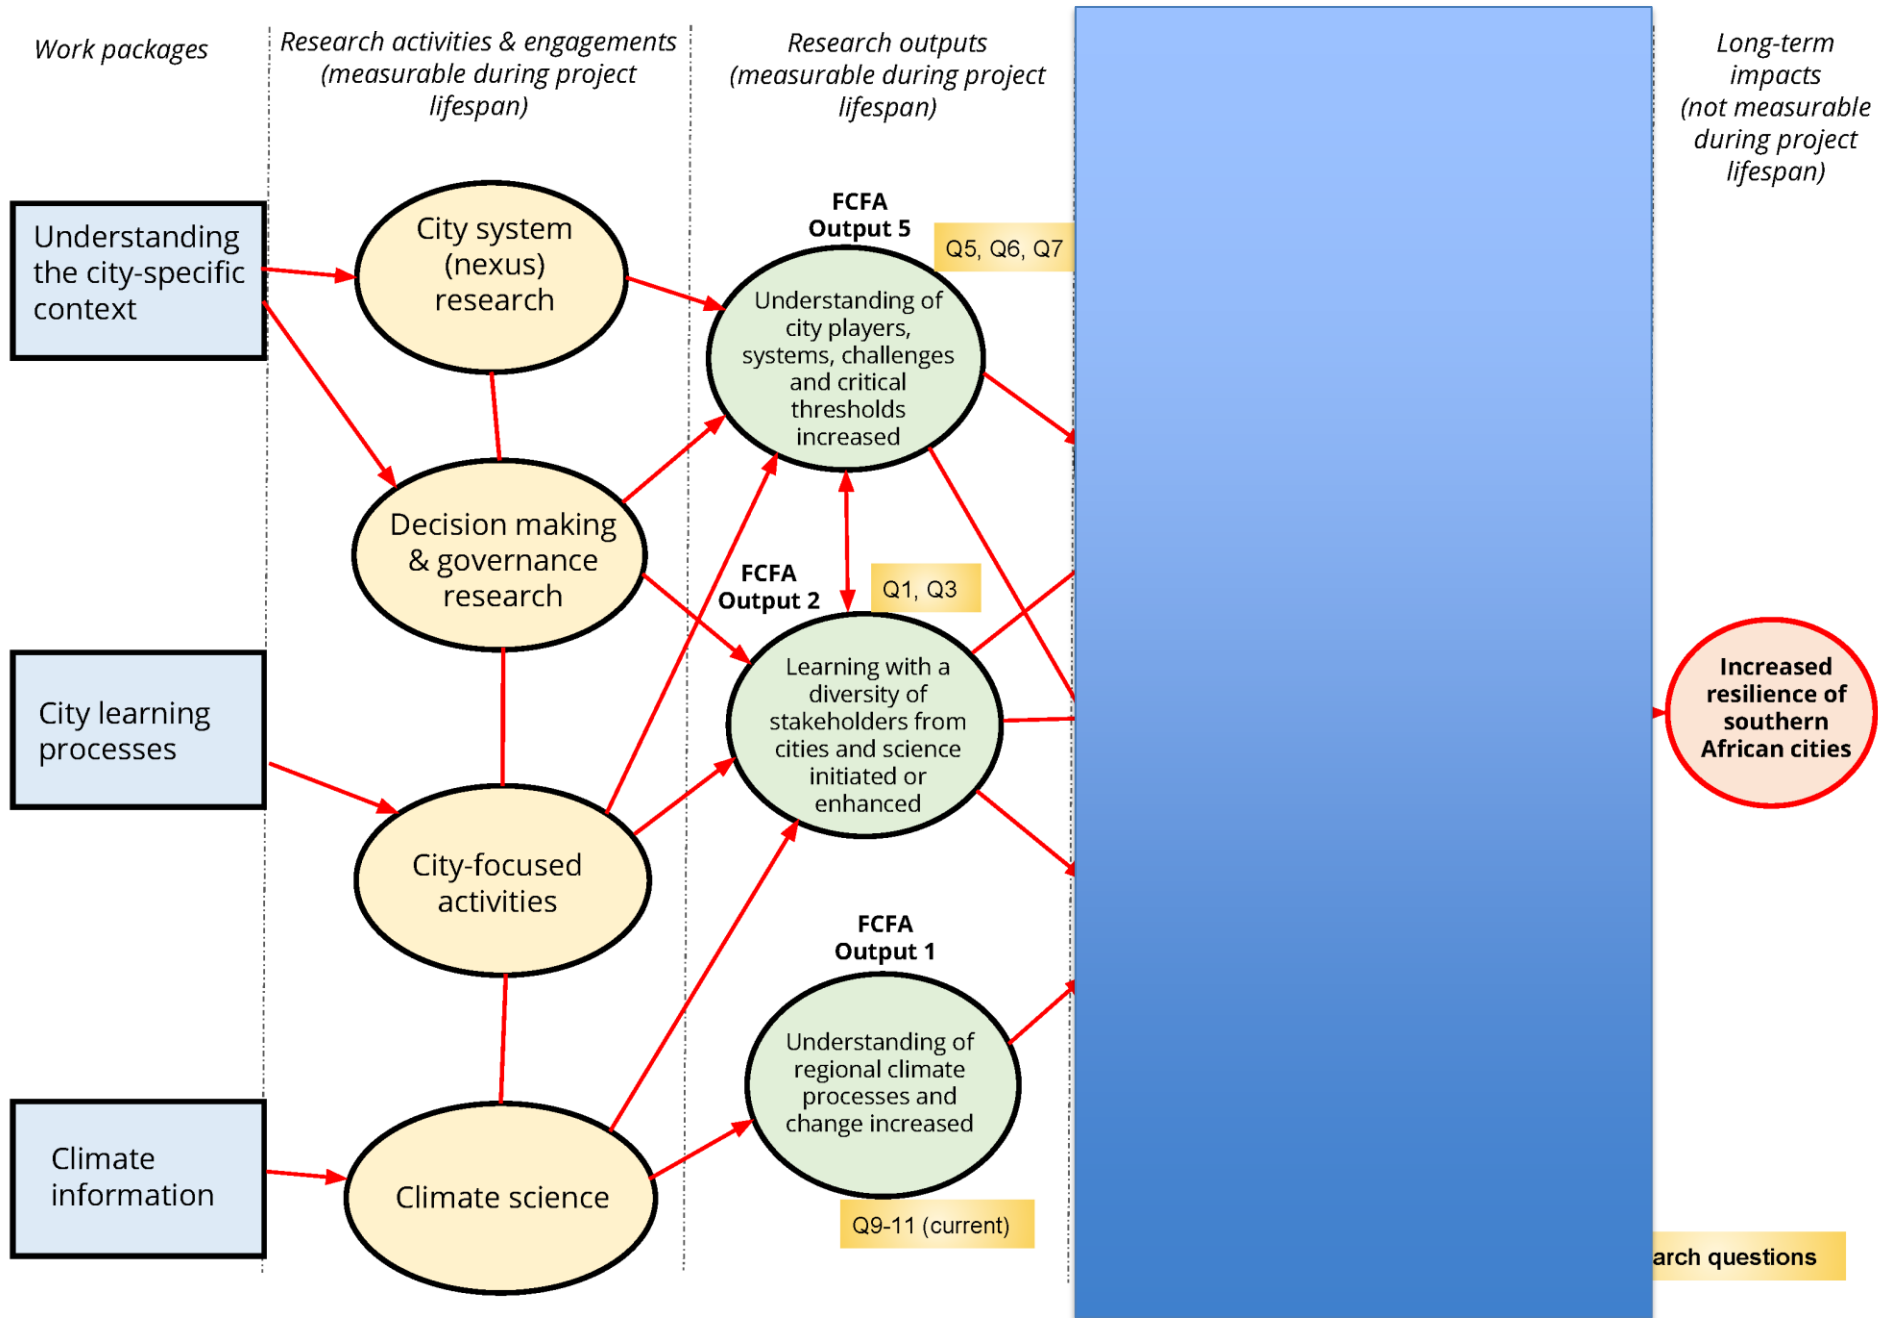 Work packages
Research activities & engagements
(measurable during project
lifespan)
Research outputs
(measurable during project
lifespan)
Long-term
impacts
(not measurable
during project
lifespan)
Understanding
the city-specific
context
City learning
processes
Climate
information
City system
(nexus)
research
Decision making
& governance
research
City-focused
activities
Climate science
FCFA
Output 5
Q5, Q6, Q7
Understanding of
city players,
systems, challenges
and critical
thresholds
increased
FCFA
Output 2
Q1, Q3
Learning with a
diversity of
stakeholders from
cities and science
initiated or
enhanced
FCFA
Output 1
Understanding of
regional climate
processes and
change increased
Q9-11 (current)
Increased
resilience of
southern
African cities
arch questions